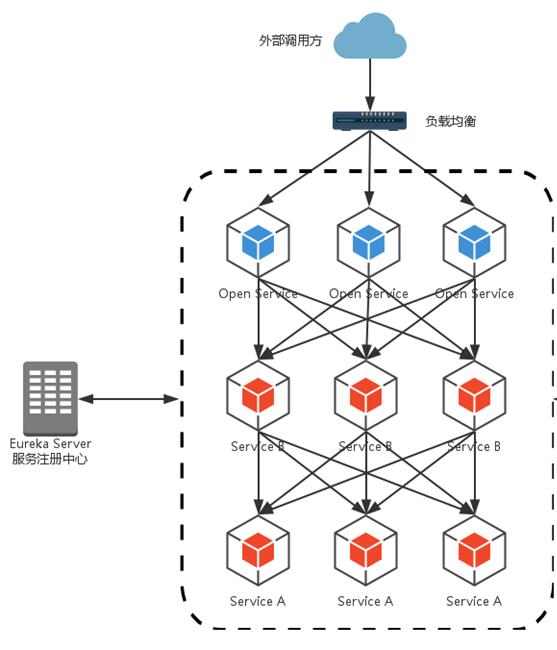 外部调用方
负载均衡
Open Service
Open Service
Open Service
Eureka Server
服务注册中心
Service B
Service B
Service B
Service A
Service A
Service A